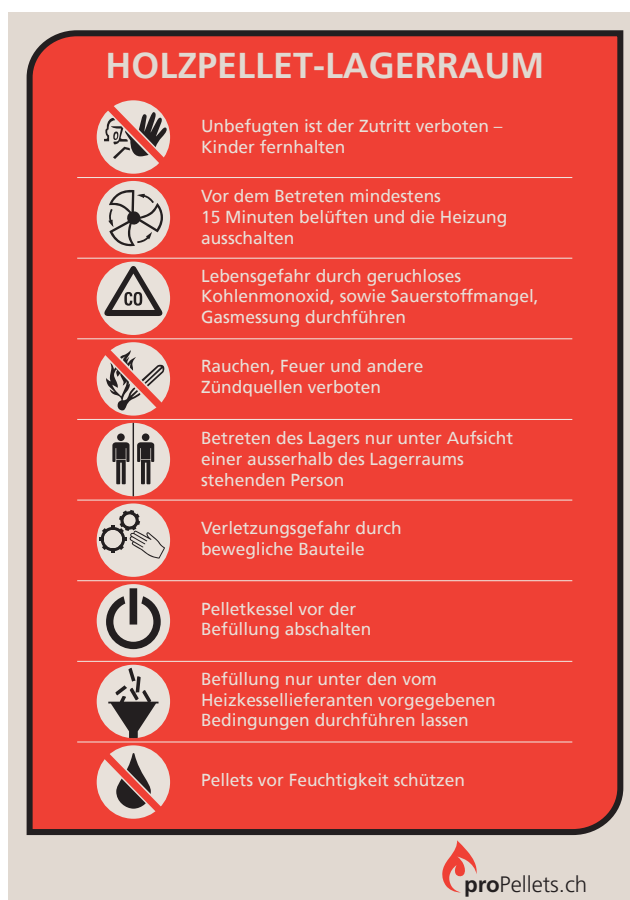 HOLZPELLET-LAGERRAUM
Unbefugten ist der Zutritt verboten –
Kinder fernhalten
Vor dem Betreten mindestens
15 Minuten belüften und die Heizung
ausschalten
CO
Lebensgefahr durch geruchloses
Kohlenmonoxid, sowie Sauerstoffmangel,
Gasmessung durchführen
Rauchen, Feuer und andere
Zündquellen verboten
Betreten des Lagers nur unter Aufsicht
einer ausserhalb des Lagerraums
stehenden Person
Verletzungsgefahr durch
bewegliche Bauteile
Pelletkessel vor der
Befüllung abschalten
Befüllung nur unter den vom
Heizkessellieferanten vorgegebenen
Bedingungen durchführen lassen
Pellets vor Feuchtigkeit schützen
proPellets.ch